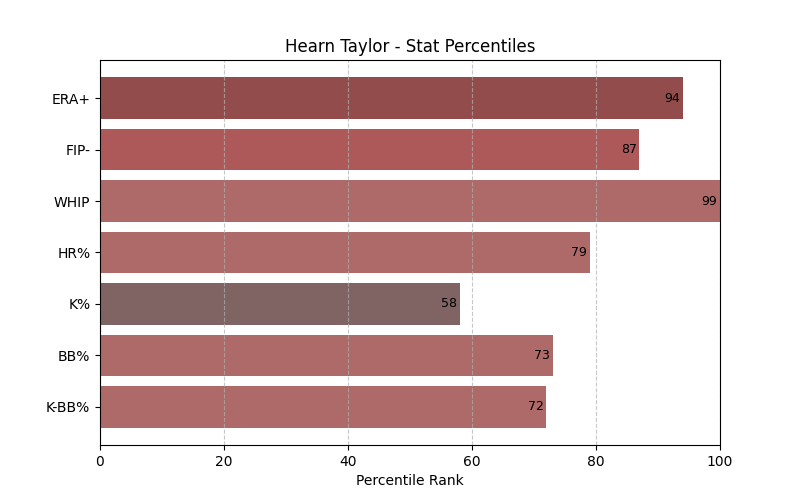 Hearn Taylor - Stat Percentiles
ERA+ 94
FIP- 87
WHIP 99
HR% 79
K% 58
BB% 73
K-BB% 72
0 20 40 60 80 100
Percentile Rank